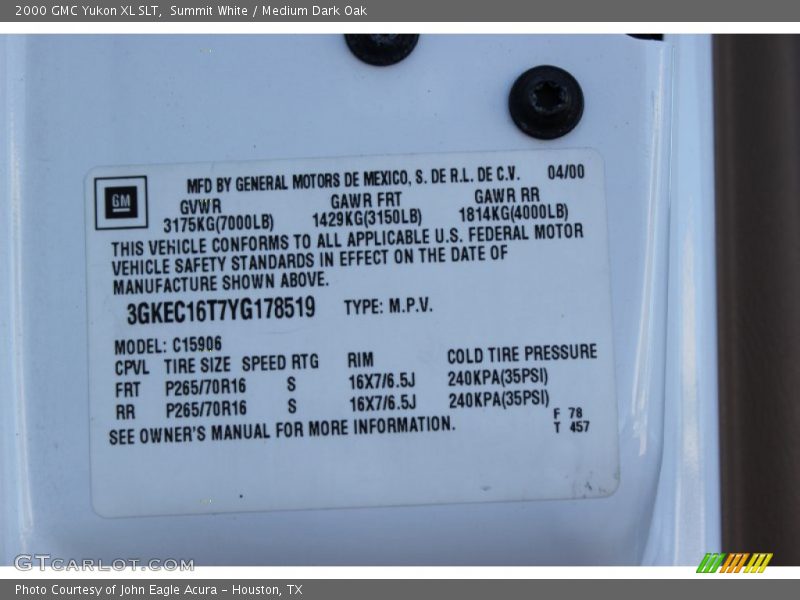 2000 GMC Yukon XL SLT,  Summit White / Medium Dark Oak
GM
MFD BY GENERAL MOTORS DE MEXICO, S. DE R.L. DE C.V. 04/00
GVWR GAWR FRT GAWR RR
3175KG(7000LB) 1429KG(3150LB) 1814KG(4000LB)
THIS VEHICLE CONFORMS TO ALL APPLICABLE U.S. FEDERAL MOTOR
VEHICLE SAFETY STANDARDS IN EFFECT ON THE DATE OF
MANUFACTURE SHOWN ABOVE.
3GKEC16T7YG178519 TYPE: M.P.V.
MODEL: C15906
CPVL TIRE SIZE SPEED RTG RIM COLD TIRE PRESSURE
FRT P265/70R16 S 16X7/6.5J 240KPA(35PSI)
RR P265/70R16 S 16X7/6.5J 240KPA(35PSI)
SEE OWNER'S MANUAL FOR MORE INFORMATION.
F 78
T 457
GTCARLOT.COM
Photo Courtesy of John Eagle Acura - Houston, TX